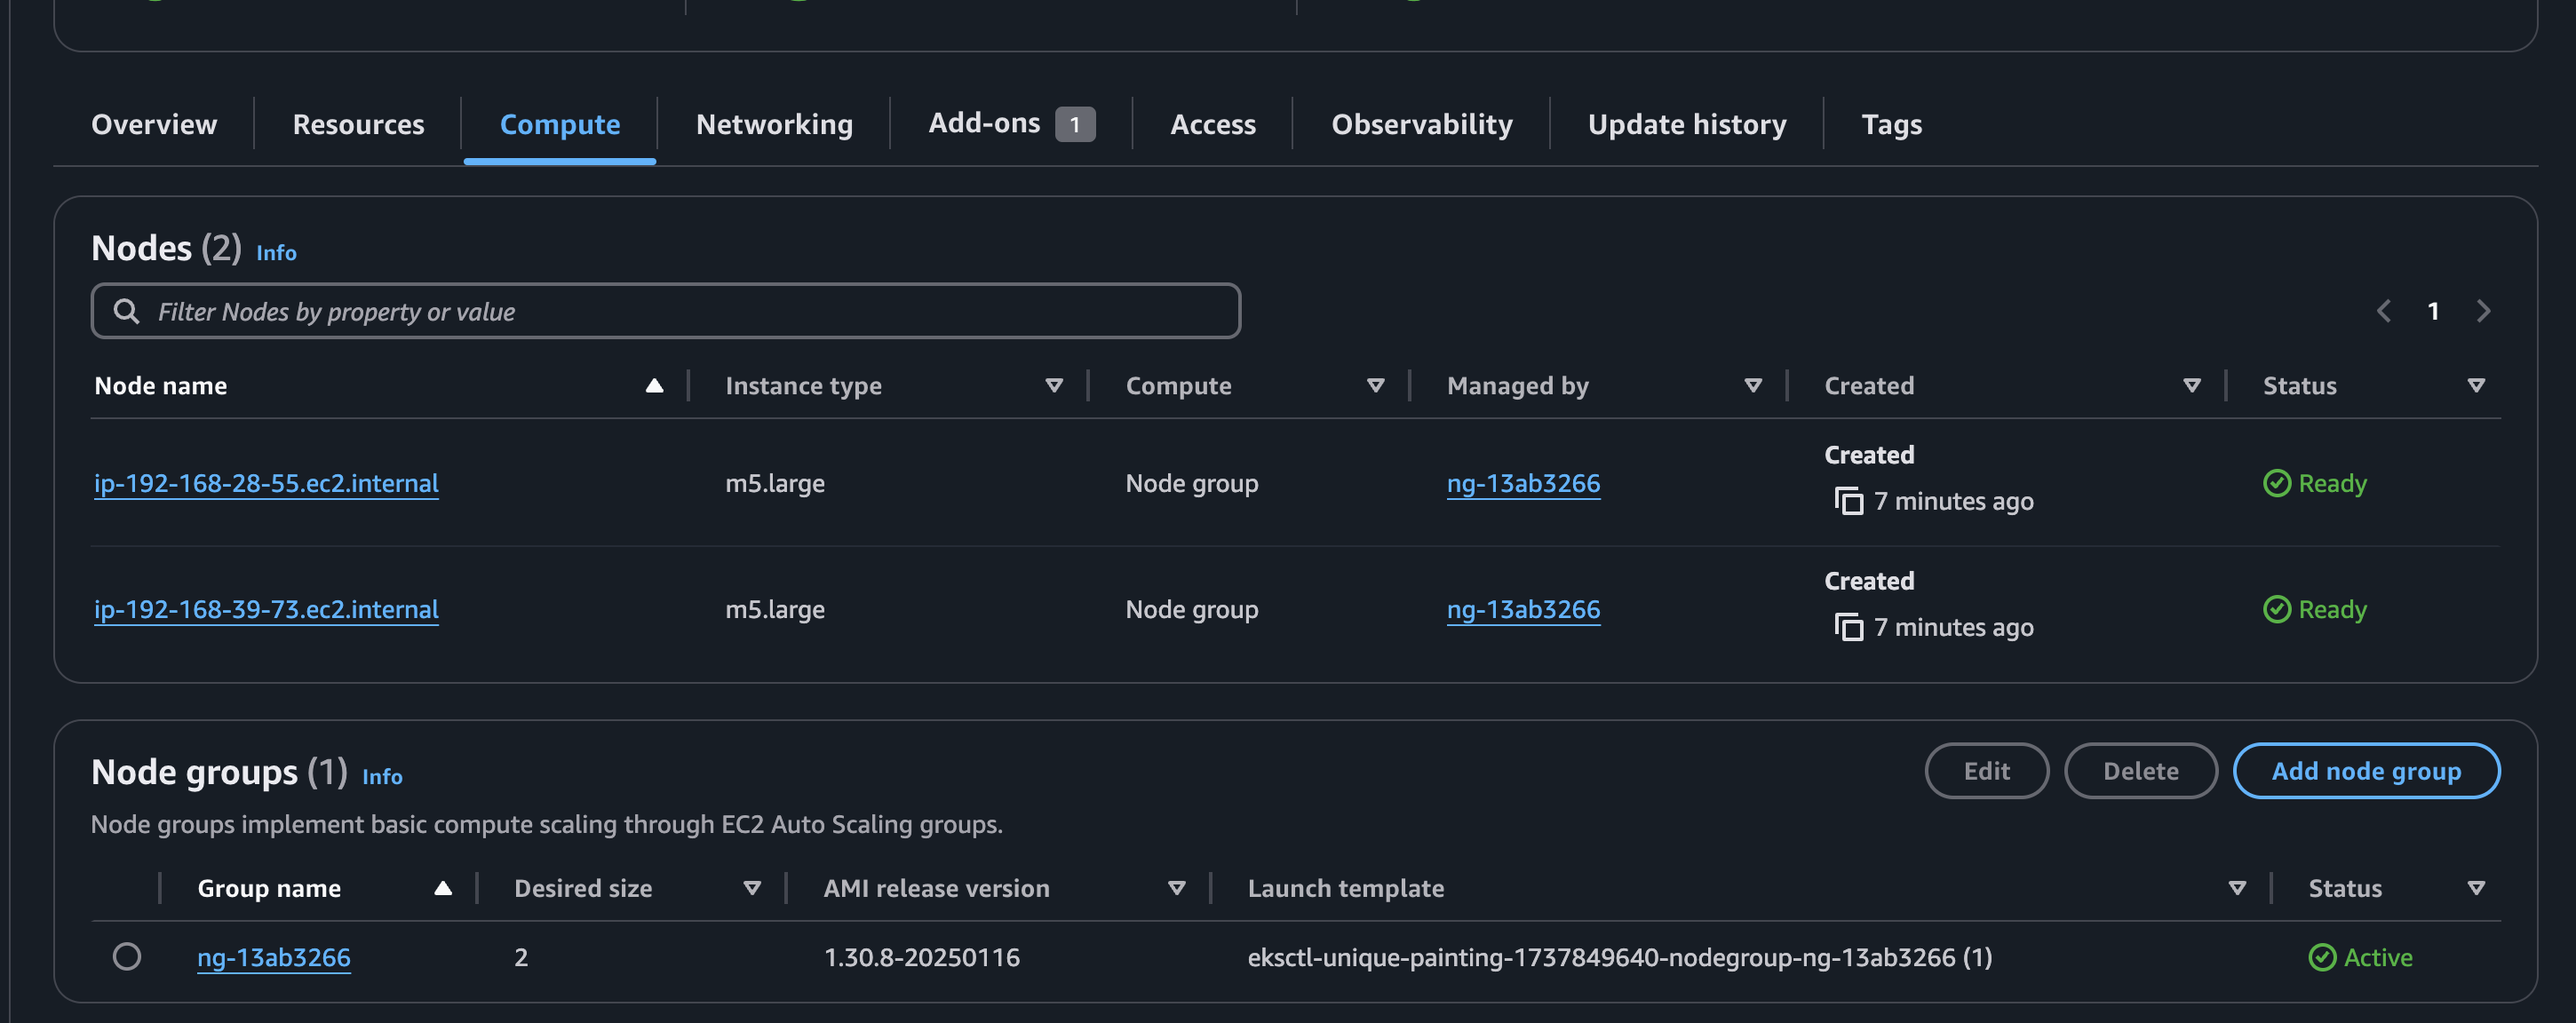 Overview Resources Compute Networking Add-ons 1 Access Observability Update history Tags
Nodes (2) Info
Filter Nodes by property or value
1
Node name Instance type Compute Managed by Created Status
ip-192-168-28-55.ec2.internal m5.large Node group ng-13ab3266 Created 7 minutes ago Ready
ip-192-168-39-73.ec2.internal m5.large Node group ng-13ab3266 Created 7 minutes ago Ready
Node groups (1) Info
Edit Delete Add node group
Node groups implement basic compute scaling through EC2 Auto Scaling groups.
Group name Desired size AMI release version Launch template Status
ng-13ab3266 2 1.30.8-20250116 eksctl-unique-painting-1737849640-nodegroup-ng-13ab3266 (1) Active